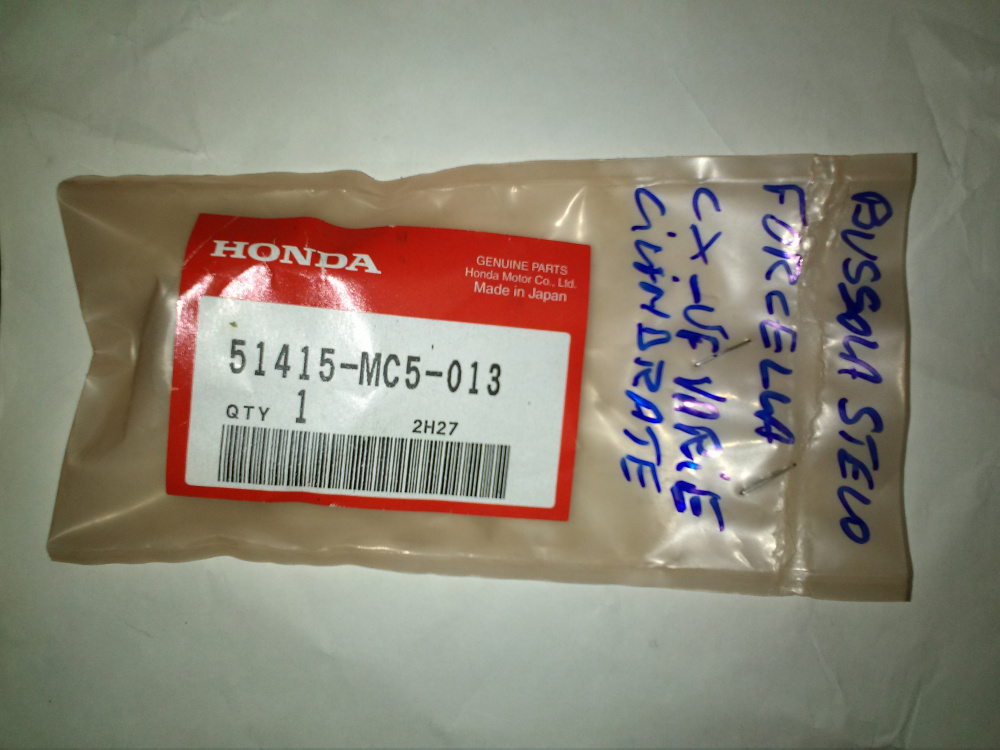 HONDA
GENUINE PARTS
Honda Motor Co., Ltd.
Made in Japan
51415-MC5-013
QTY 1
2H27
BUSSOLA STELO
FORCELLA
CX-VF VARIE
CILINDRATE